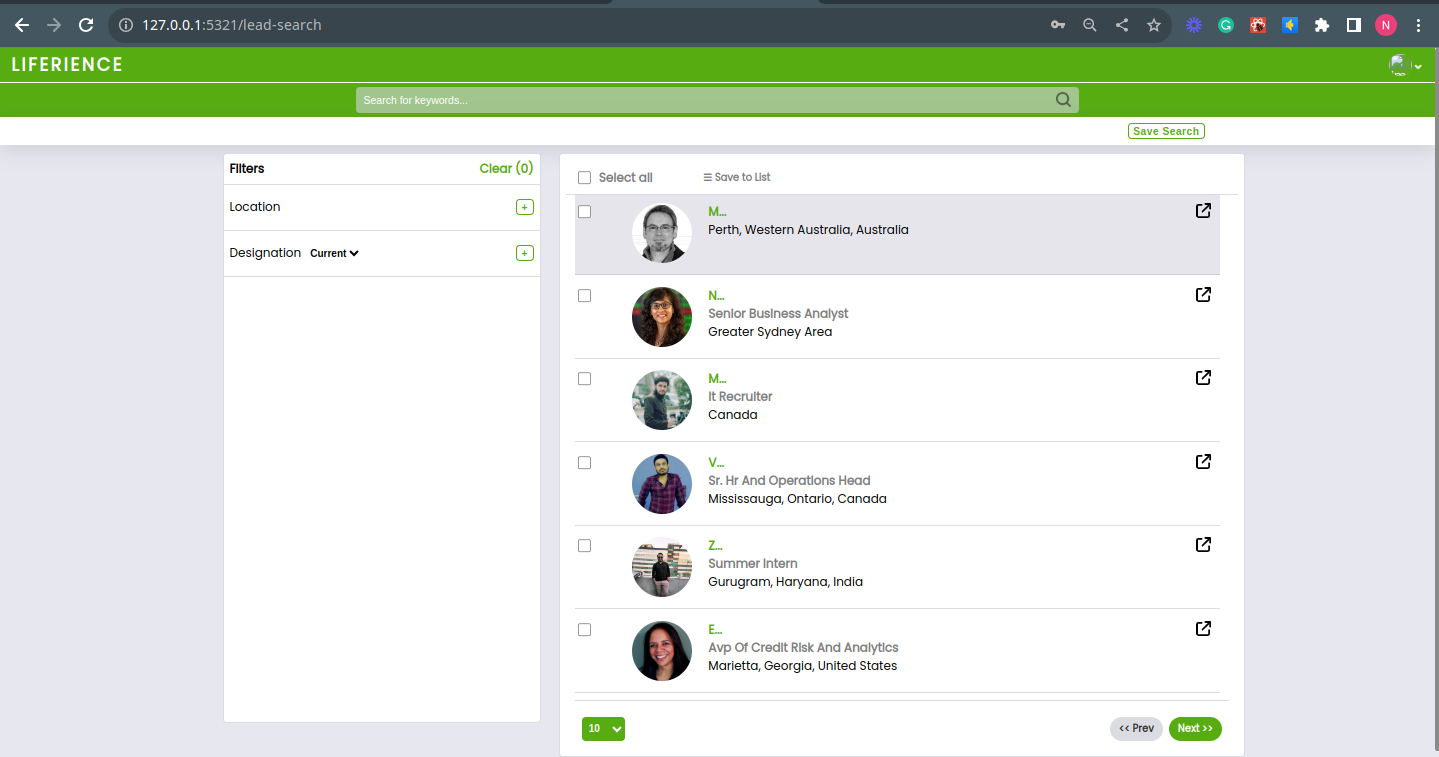 127.0.0.1:5321/lead-search
N
LIFERIENCE
Search for keywords...
Save Search
Filters
Clear (0)
Select all
☰ Save to List
Location
+
Designation Current
+
M...
Perth, Western Australia, Australia
N...
Senior Business Analyst
Greater Sydney Area
M...
It Recruiter
Canada
V...
Sr. Hr And Operations Head
Mississauga, Ontario, Canada
Z...
Summer Intern
Gurugram, Haryana, India
E...
Avp Of Credit Risk And Analytics
Marietta, Georgia, United States
10
<< Prev
Next >>